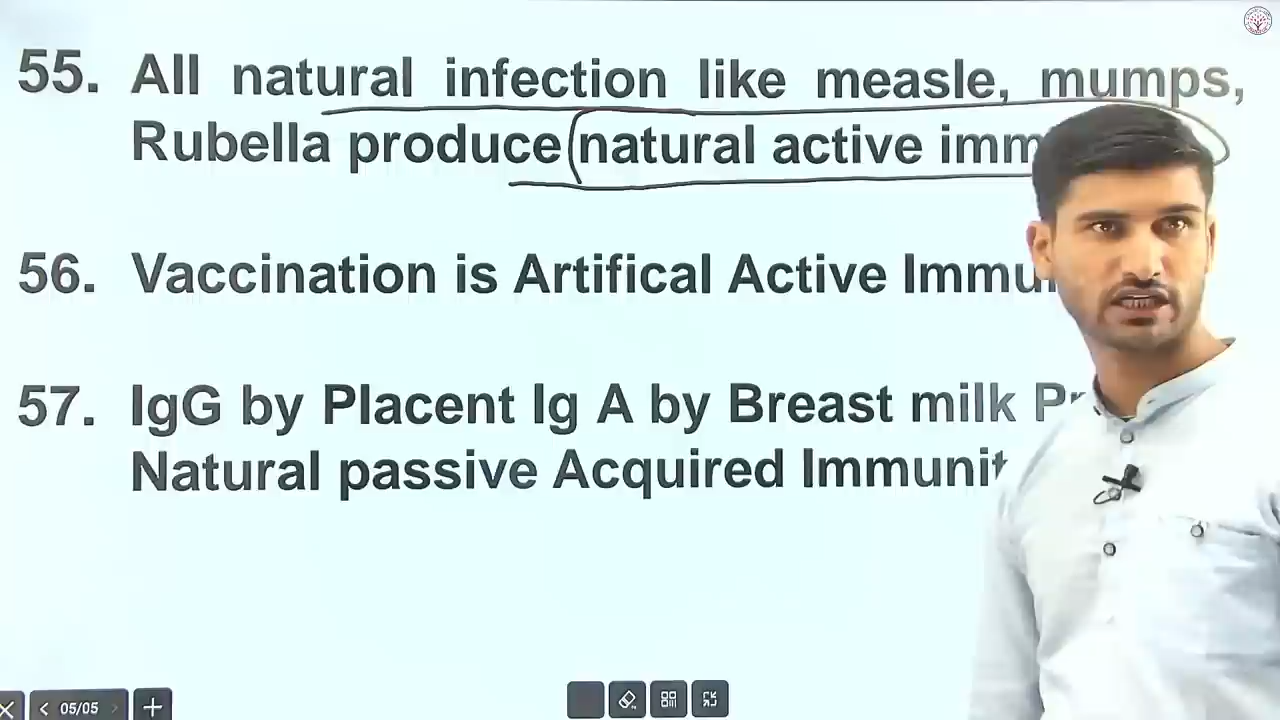 55. All natural infection like measle, mumps,
Rubella produce natural active imm
56. Vaccination is Artifical Active Immu
57. IgG by Placent Ig A by Breast milk Pr
Natural passive Acquired Immunit
05/05